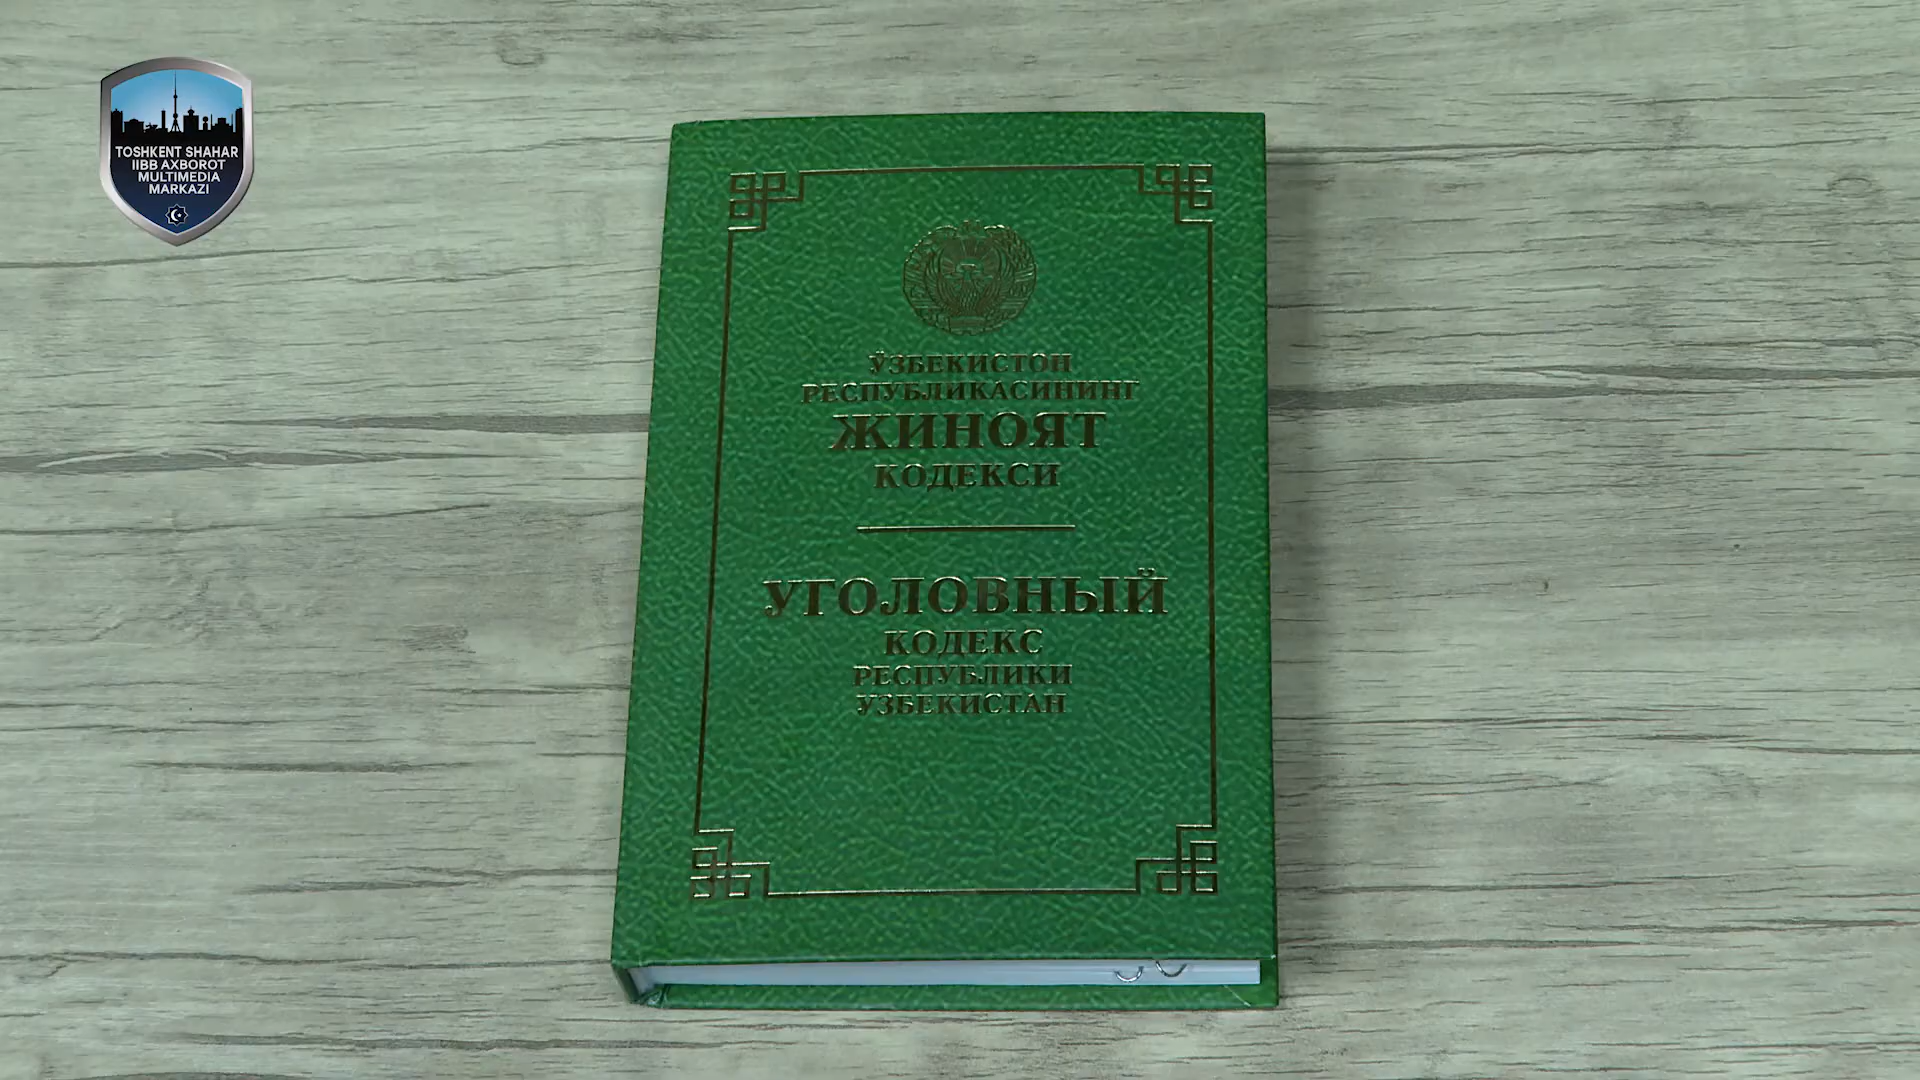 TOSHKENT SHAHAR
IIBB AXBOROT
MULTIMEDIA
MARKAZI
ЎЗБЕКИСТОН
РЕСПУБЛИКАСИНИНГ
ЖИНОЯТ
КОДЕКСИ
УГОЛОВНЫЙ
КОДЕКС
РЕСПУБЛИКИ
УЗБЕКИСТАН